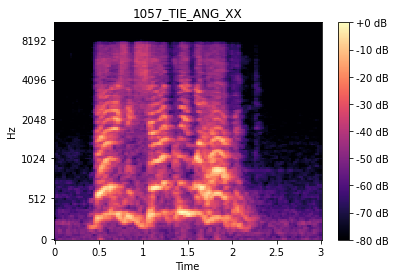 1057_TIE_ANG_XX
8192
4096
2048
1024
512
0
Hz
0
0.5
1
1.5
2
2.5
3
Time
+0 dB
-10 dB
-20 dB
-30 dB
-40 dB
-50 dB
-60 dB
-70 dB
-80 dB